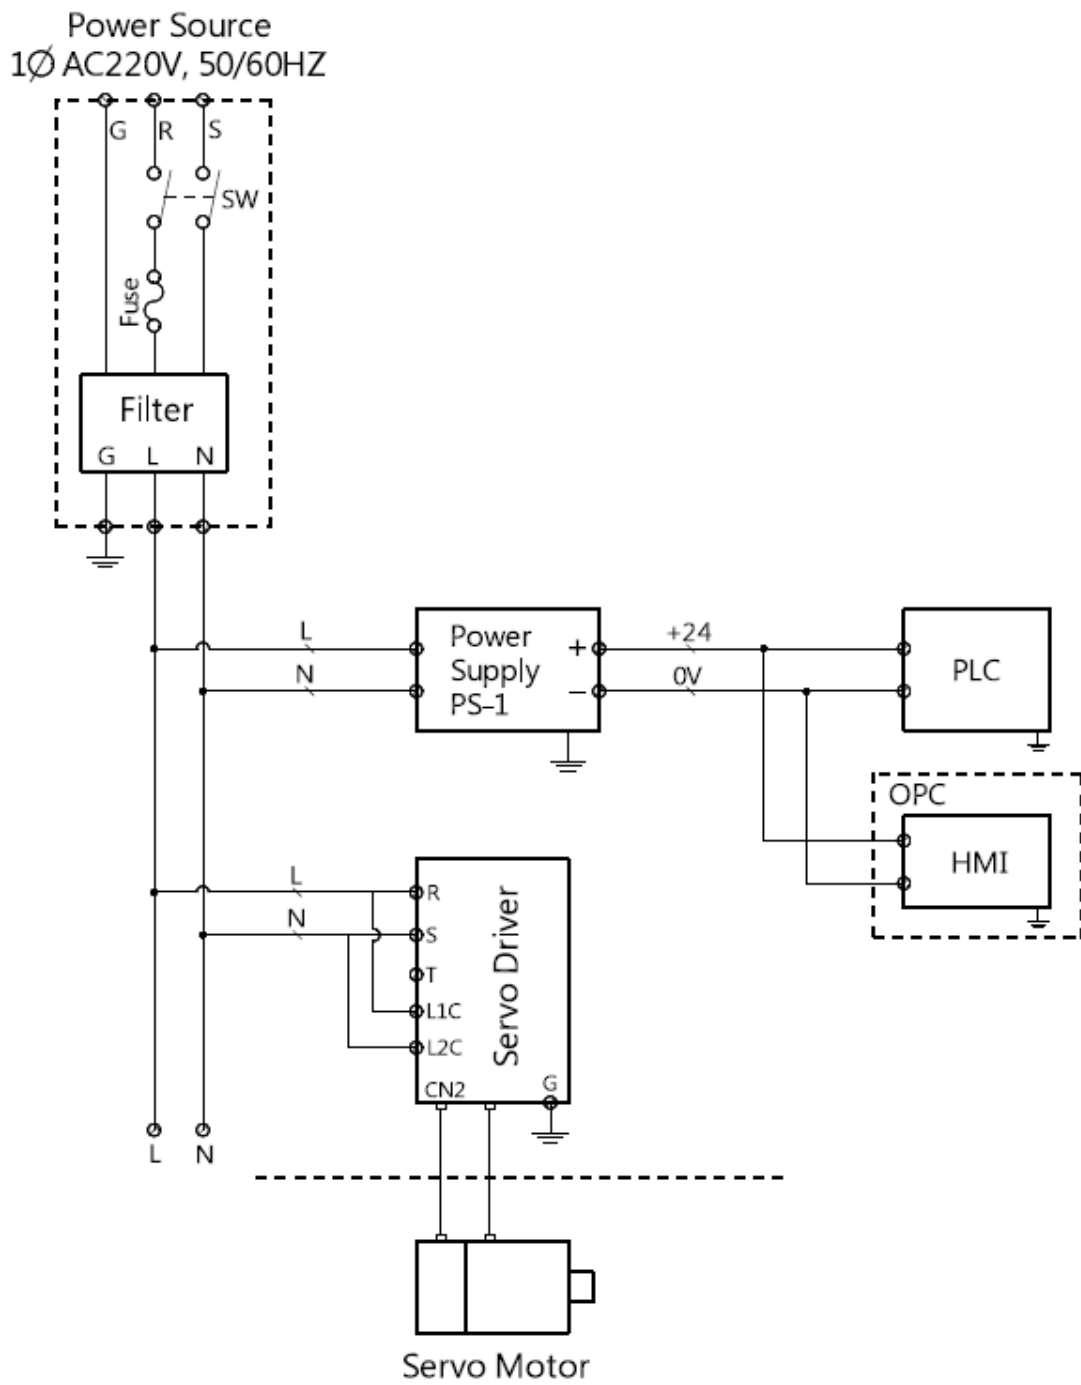 Power Source
1Ø AC220V, 50/60HZ
G R S
SW
Fuse
Filter
G L N
L
N
Power
Supply
PS-1
+
−
+24
0V
PLC
OPC
HMI
L
N
R
S
T
L1C
L2C
Servo Driver
CN2
G
L N
Servo Motor